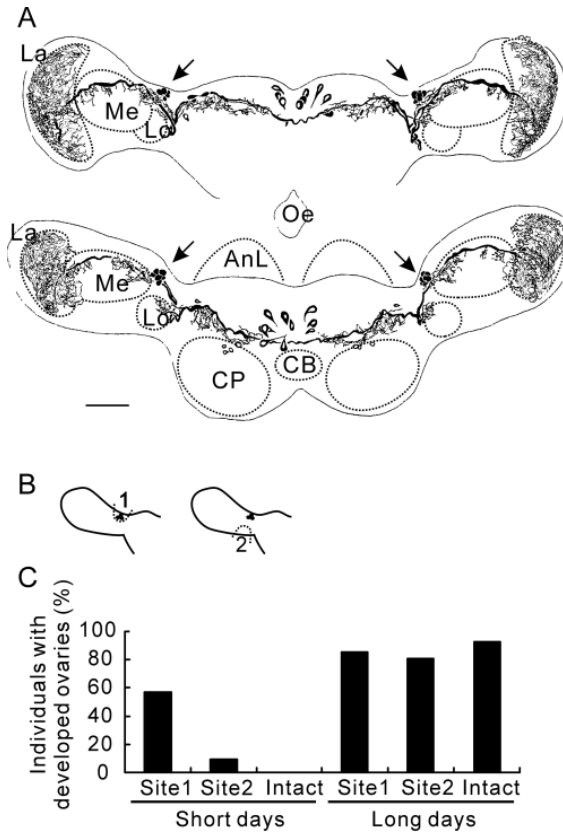 A
La
Me
Lo
Oe
La
AnL
Me
Lo
CB
CP
B
1
2
C
Individuals with
developed ovaries (%)
100
80
60
40
20
0
Site1 Site2 Intact Site1 Site2 Intact
Short days Long days